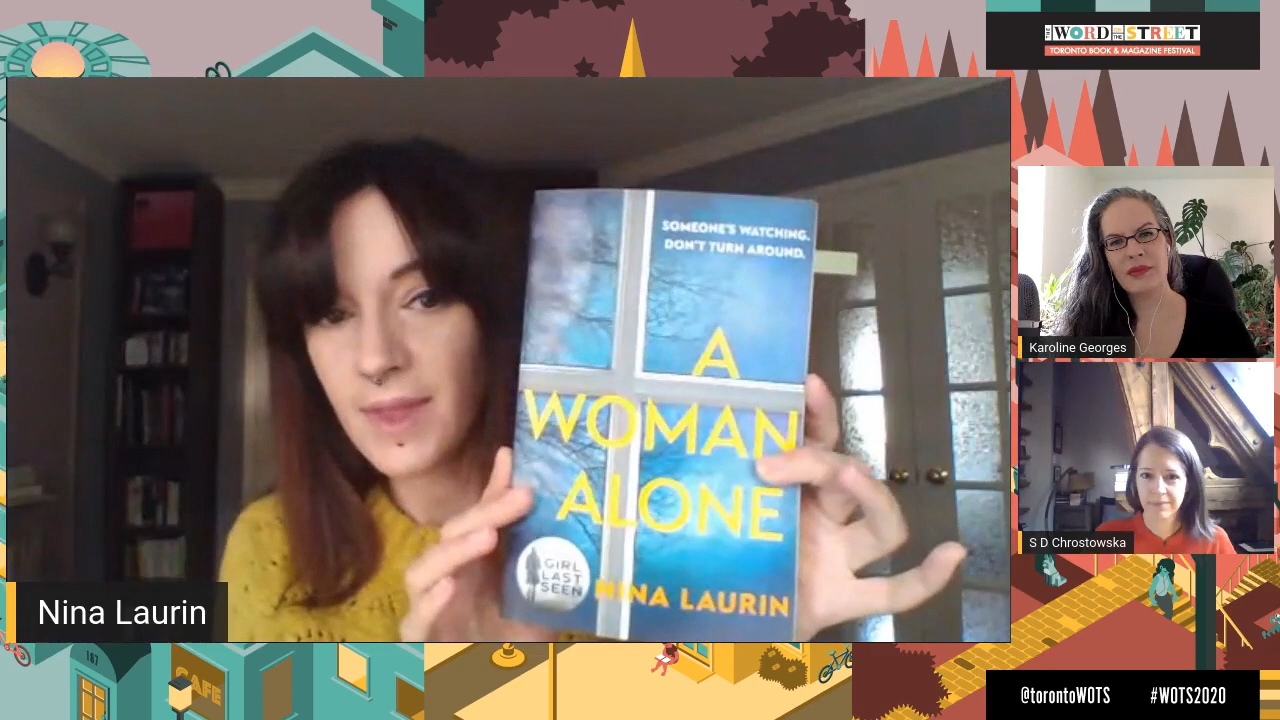 THE WORD ON THE STREET
TORONTO BOOK & MAGAZINE FESTIVAL
SOMEONE'S WATCHING.
DON'T TURN AROUND.
A
WOMAN
ALONE
GIRL
LAST
SEEN
NINA LAURIN
Nina Laurin
Karoline Georges
S D Chrostowska
167
CAFE
@torontoWOTS #WOTS2020